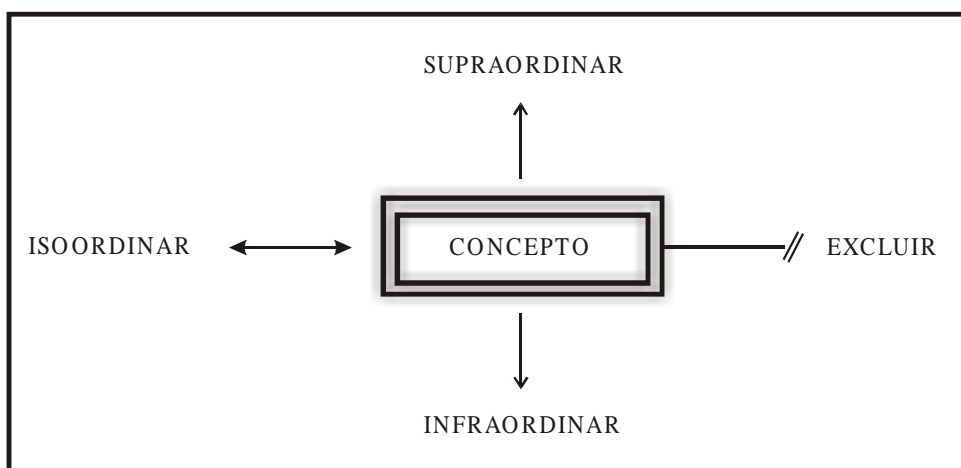 SUPRAORDINAR
ISOORDINAR
CONCEPTO
EXCLUIR
INFRAORDINAR